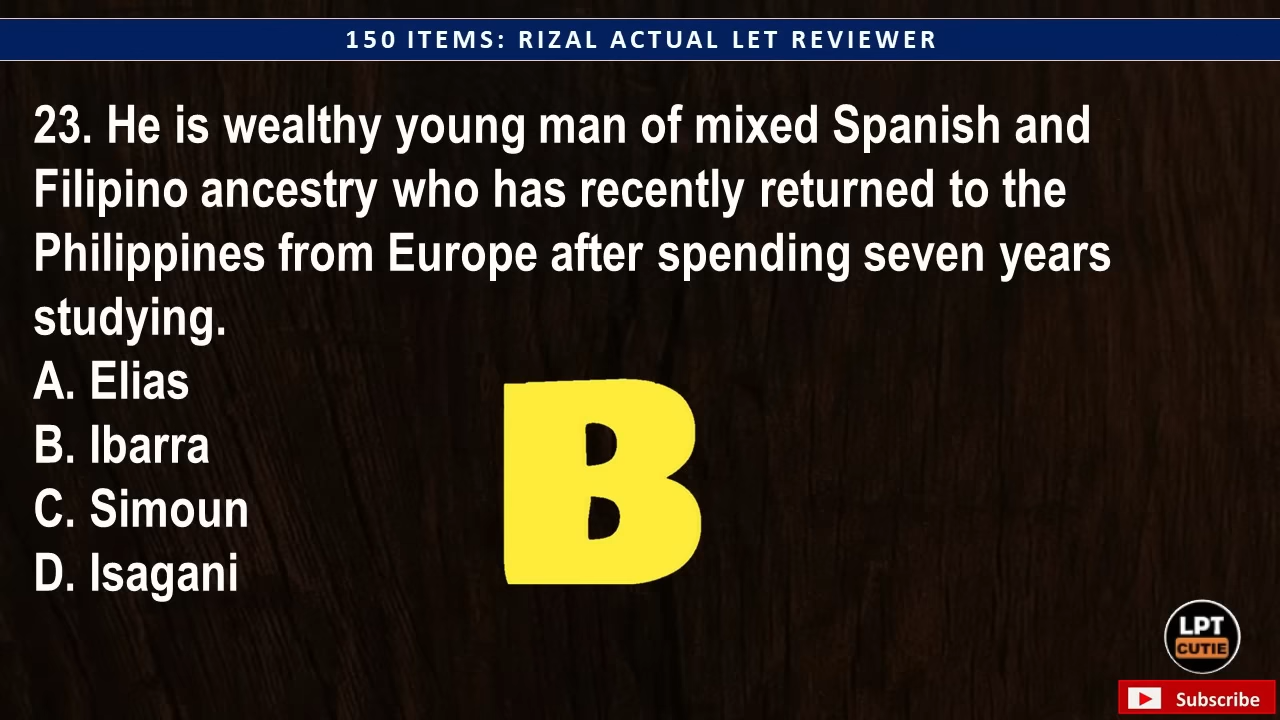 150 ITEMS: RIZAL ACTUAL LET REVIEWER
23. He is wealthy young man of mixed Spanish and
Filipino ancestry who has recently returned to the
Philippines from Europe after spending seven years
studying.
A. Elias
B. Ibarra
C. Simoun
D. Isagani
B
LPT
CUTIE
Subscribe